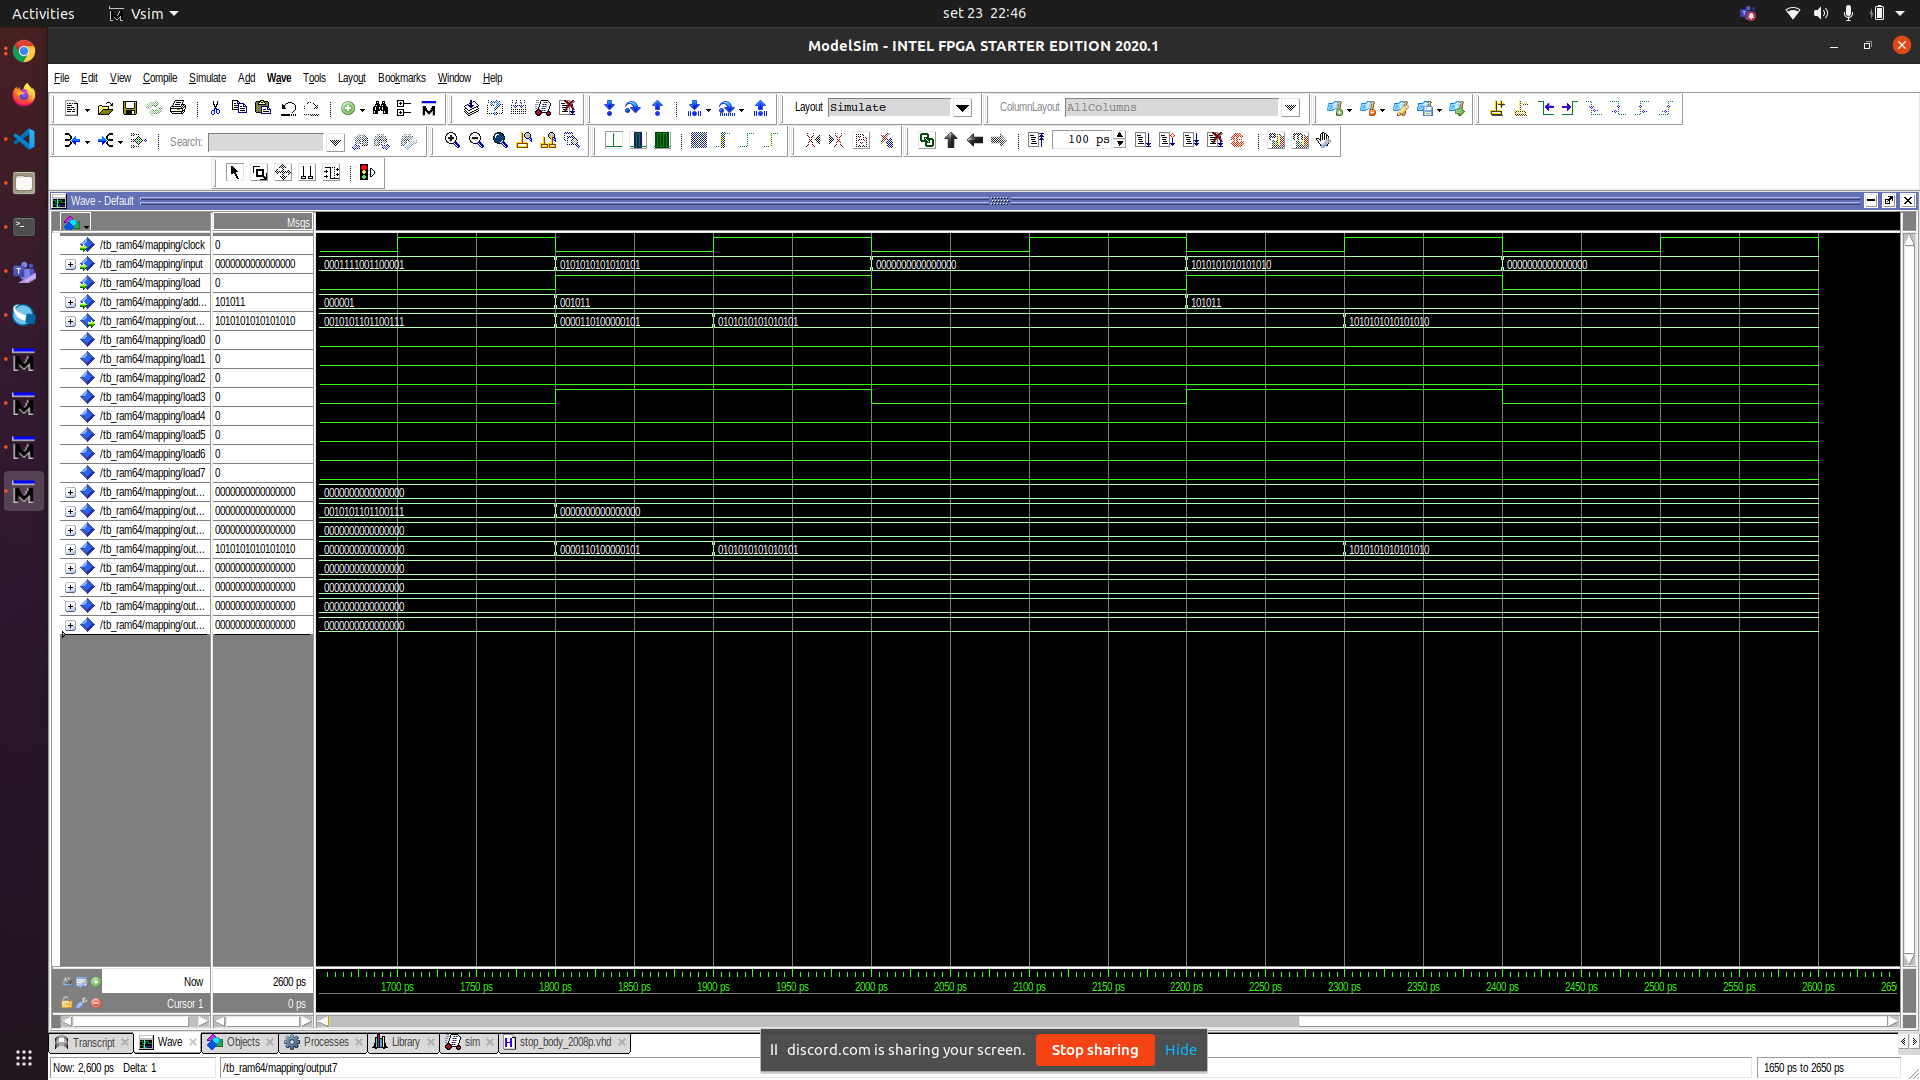 Activities
Vsim
set 23 22:46
ModelSim - INTEL FPGA STARTER EDITION 2020.1
File Edit View Compile Simulate Add Wave Tools Layout Bookmarks Window Help
Layout Simulate
ColumnLayout AllColumns
Search:
100 ps
Wave - Default
Msgs
/tb_ram64/mapping/clock 0
/tb_ram64/mapping/input 0000000000000000 0001111001100001 0101010101010101 0000000000000000 1010101010101010 0000000000000000
/tb_ram64/mapping/load 0
/tb_ram64/mapping/add... 101011 000001 001011 101011
/tb_ram64/mapping/out... 1010101010101010 0010101101100111 0000110100000101 0101010101010101 1010101010101010
/tb_ram64/mapping/load0 0
/tb_ram64/mapping/load1 0
/tb_ram64/mapping/load2 0
/tb_ram64/mapping/load3 0
/tb_ram64/mapping/load4 0
/tb_ram64/mapping/load5 0
/tb_ram64/mapping/load6 0
/tb_ram64/mapping/load7 0
/tb_ram64/mapping/out... 0000000000000000 0000000000000000
/tb_ram64/mapping/out... 0000000000000000 0010101101100111 0000000000000000
/tb_ram64/mapping/out... 0000000000000000 0000000000000000
/tb_ram64/mapping/out... 1010101010101010 0000000000000000 0000110100000101 0101010101010101 1010101010101010
/tb_ram64/mapping/out... 0000000000000000 0000000000000000
/tb_ram64/mapping/out... 0000000000000000 0000000000000000
/tb_ram64/mapping/out... 0000000000000000 0000000000000000
/tb_ram64/mapping/out... 0000000000000000 0000000000000000
Now 2600 ps
Cursor 1 0 ps
1700 ps 1750 ps 1800 ps 1850 ps 1900 ps 1950 ps 2000 ps 2050 ps 2100 ps 2150 ps 2200 ps 2250 ps 2300 ps 2350 ps 2400 ps 2450 ps 2500 ps 2550 ps 2600 ps 265
Transcript Wave Objects Processes Library sim stop_body_2008p.vhd
discord.com is sharing your screen. Stop sharing Hide
Now: 2,600 ps Delta: 1
/tb_ram64/mapping/output7
1650 ps to 2650 ps